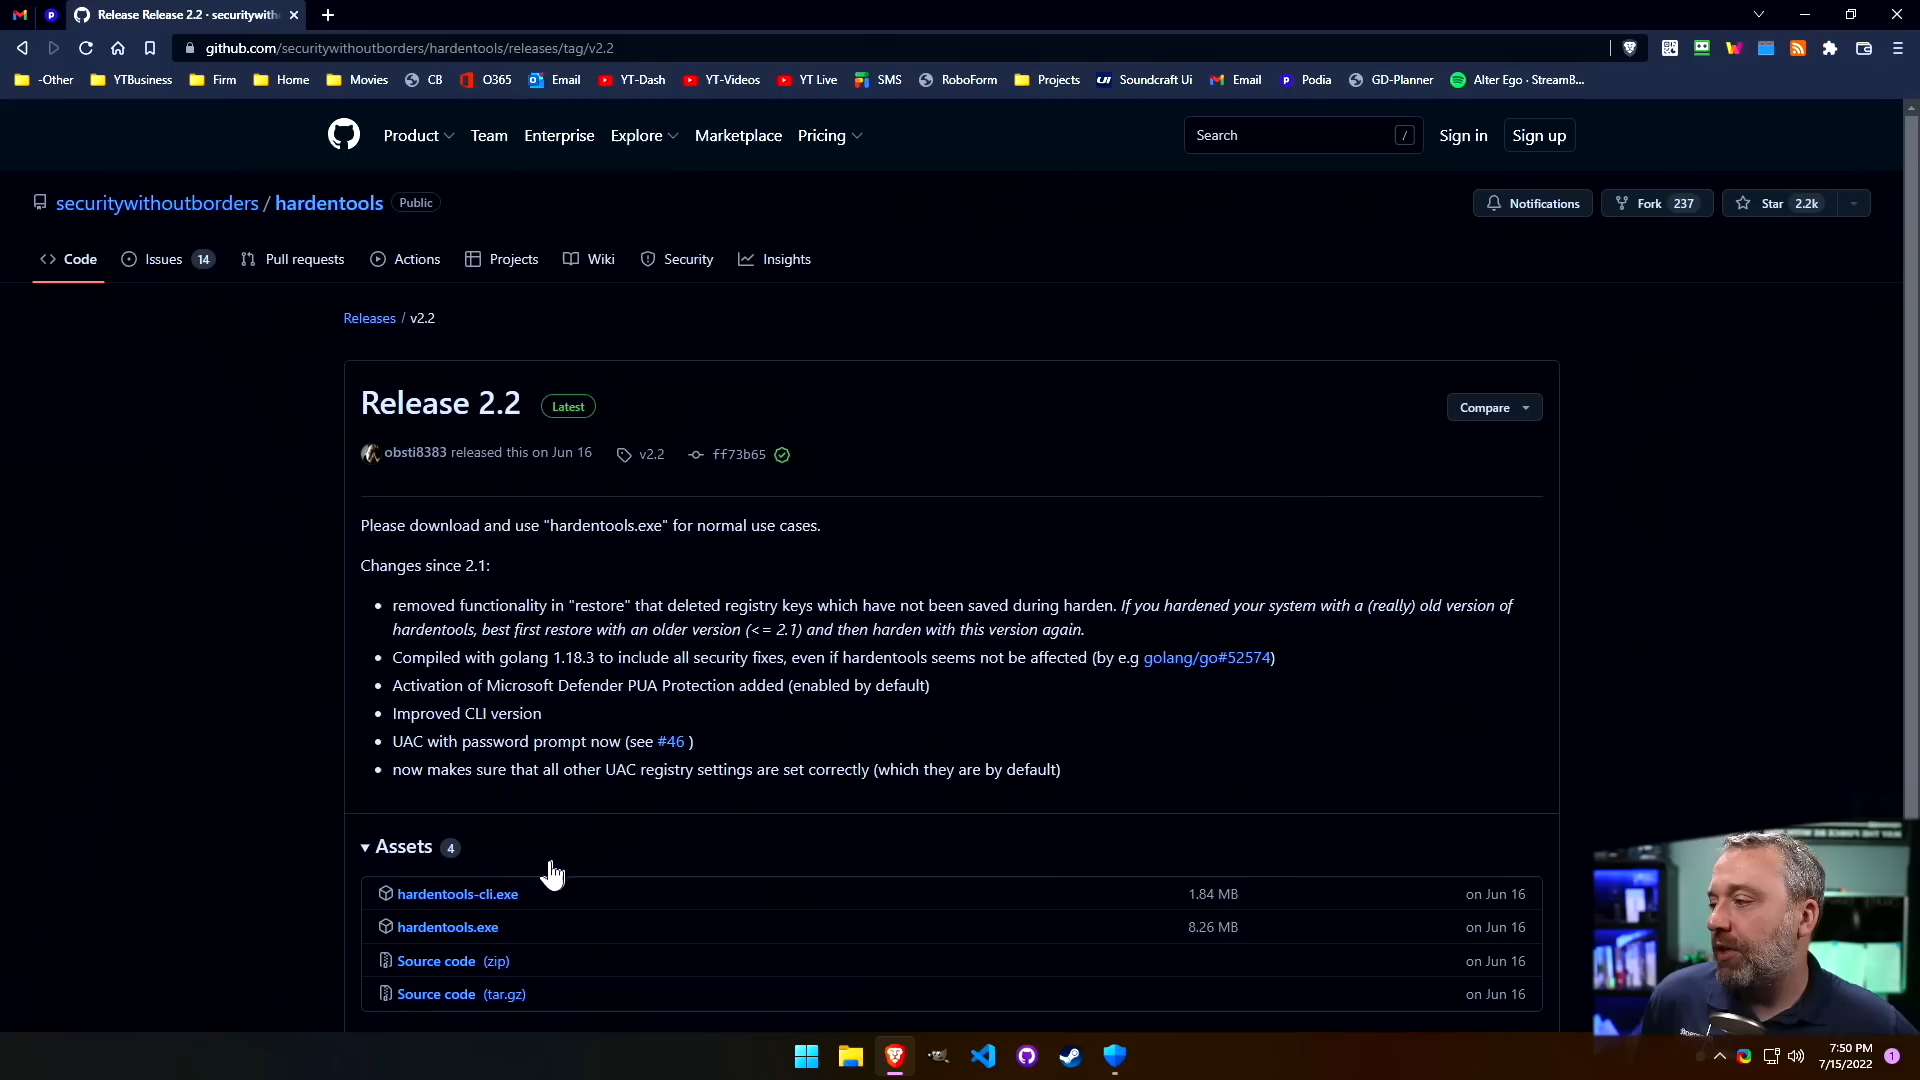 Release Release 2.2 · securitywith
github.com/securitywithoutborders/hardentools/releases/tag/v2.2
-Other YTBusiness Firm Home Movies CB O365 Email YT-Dash YT-Videos YT Live SMS RoboForm Projects Soundcraft Ui Email Podia GD-Planner Alter Ego - StreamB...
Product Team Enterprise Explore Marketplace Pricing Search / Sign in Sign up
securitywithoutborders / hardentools Public Notifications Fork 237 Star 2.2k
Code Issues 14 Pull requests Actions Projects Wiki Security Insights
Releases / v2.2
Release 2.2 Latest Compare
obsti8383 released this on Jun 16 v2.2 ff73b65
Please download and use "hardentools.exe" for normal use cases.
Changes since 2.1:
• removed functionality in "restore" that deleted registry keys which have not been saved during harden. If you hardened your system with a (really) old version of
hardentools, best first restore with an older version (<= 2.1) and then harden with this version again.
• Compiled with golang 1.18.3 to include all security fixes, even if hardentools seems not be affected (by e.g golang/go#52574)
• Activation of Microsoft Defender PUA Protection added (enabled by default)
• Improved CLI version
• UAC with password prompt now (see #46 )
• now makes sure that all other UAC registry settings are set correctly (which they are by default)
Assets 4
hardentools-cli.exe 1.84 MB on Jun 16
hardentools.exe 8.26 MB on Jun 16
Source code (zip) on Jun 16
Source code (tar.gz) on Jun 16
7:50 PM
7/15/2022 1